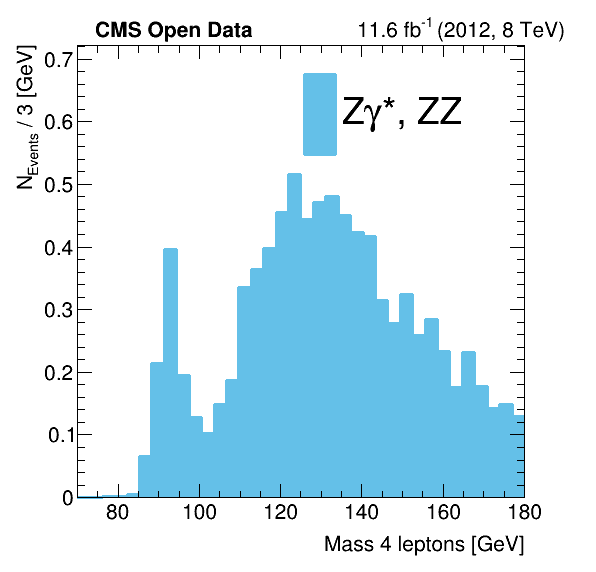 CMS Open Data
11.6 fb⁻¹ (2012, 8 TeV)
N_Events / 3 [GeV]
0.7
0.6
0.5
0.4
0.3
0.2
0.1
0
Zγ*, ZZ
80 100 120 140 160 180
Mass 4 leptons [GeV]